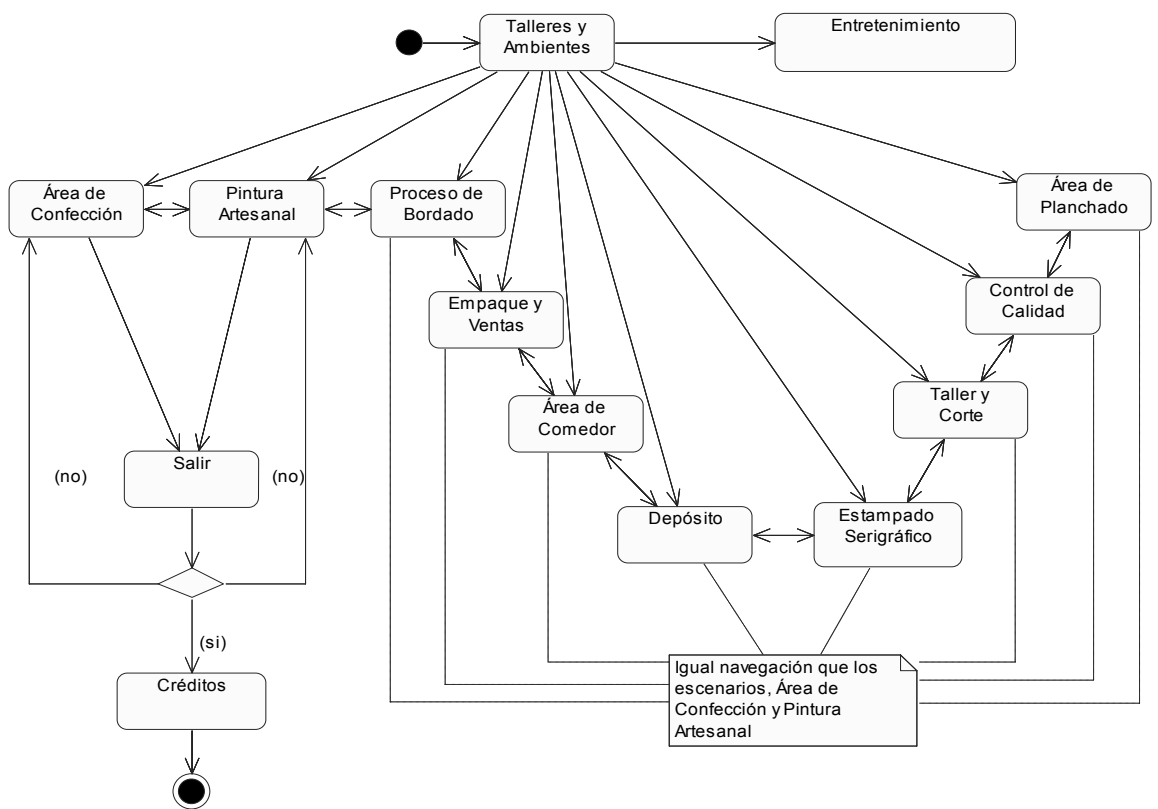 Talleres y
Ambientes
Entretenimiento
Área de
Confección
Pintura
Artesanal
Proceso de
Bordado
Área de
Planchado
Empaque y
Ventas
Control de
Calidad
Área de
Comedor
Taller y
Corte
Salir
(no)
(no)
Depósito
Estampado
Serigráfico
(si)
Créditos
Igual navegación que los
escenarios, Área de
Confección y Pintura
Artesanal